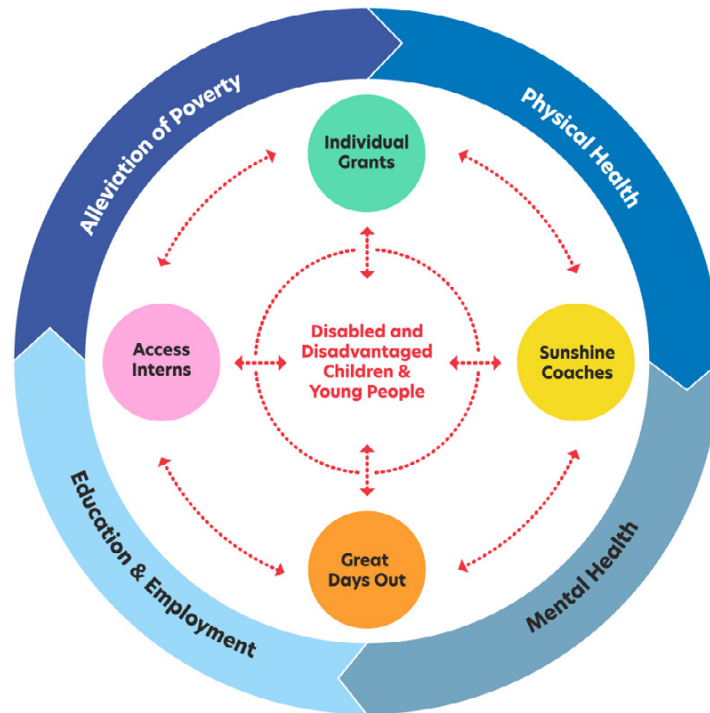 Alleviation of Poverty
Physical Health
Individual
Grants
Access
Interns
Disabled and
Disadvantaged
Children &
Young People
Sunshine
Coaches
Education & Employment
Mental Health
Great
Days Out